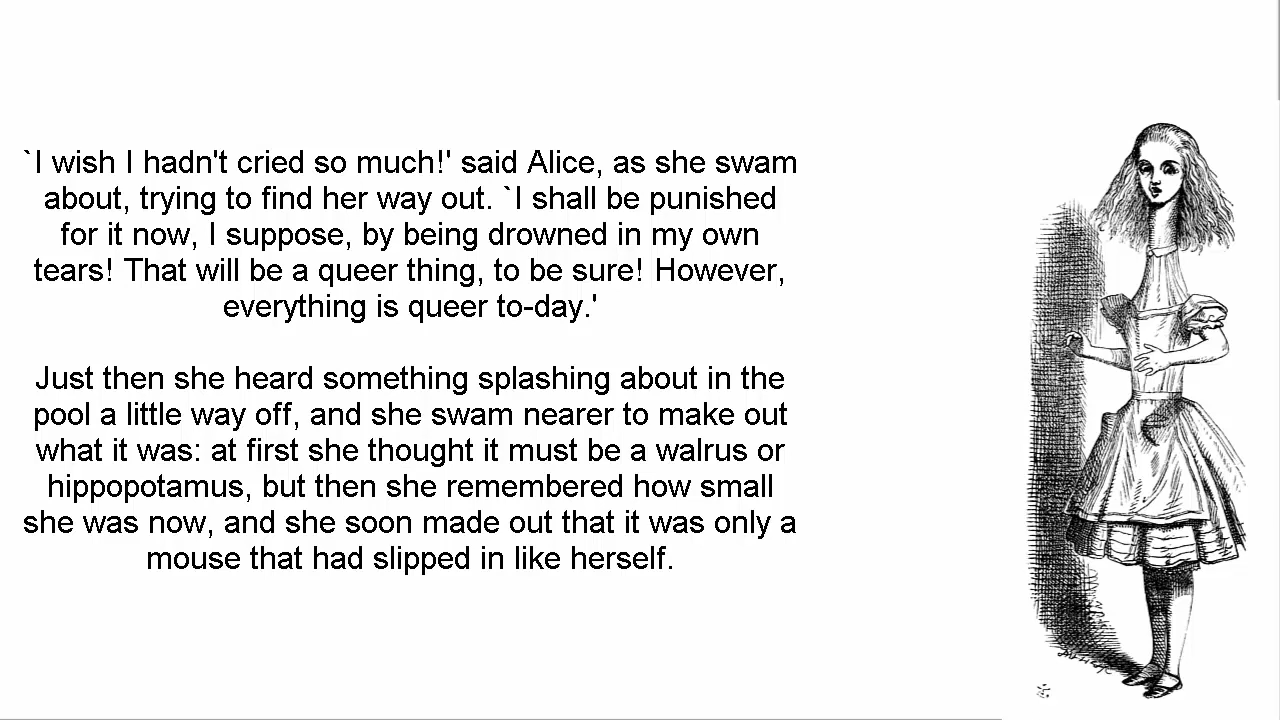 `I wish I hadn't cried so much!' said Alice, as she swam
about, trying to find her way out. `I shall be punished
for it now, I suppose, by being drowned in my own
tears! That will be a queer thing, to be sure! However,
everything is queer to-day.'
Just then she heard something splashing about in the
pool a little way off, and she swam nearer to make out
what it was: at first she thought it must be a walrus or
hippopotamus, but then she remembered how small
she was now, and she soon made out that it was only a
mouse that had slipped in like herself.